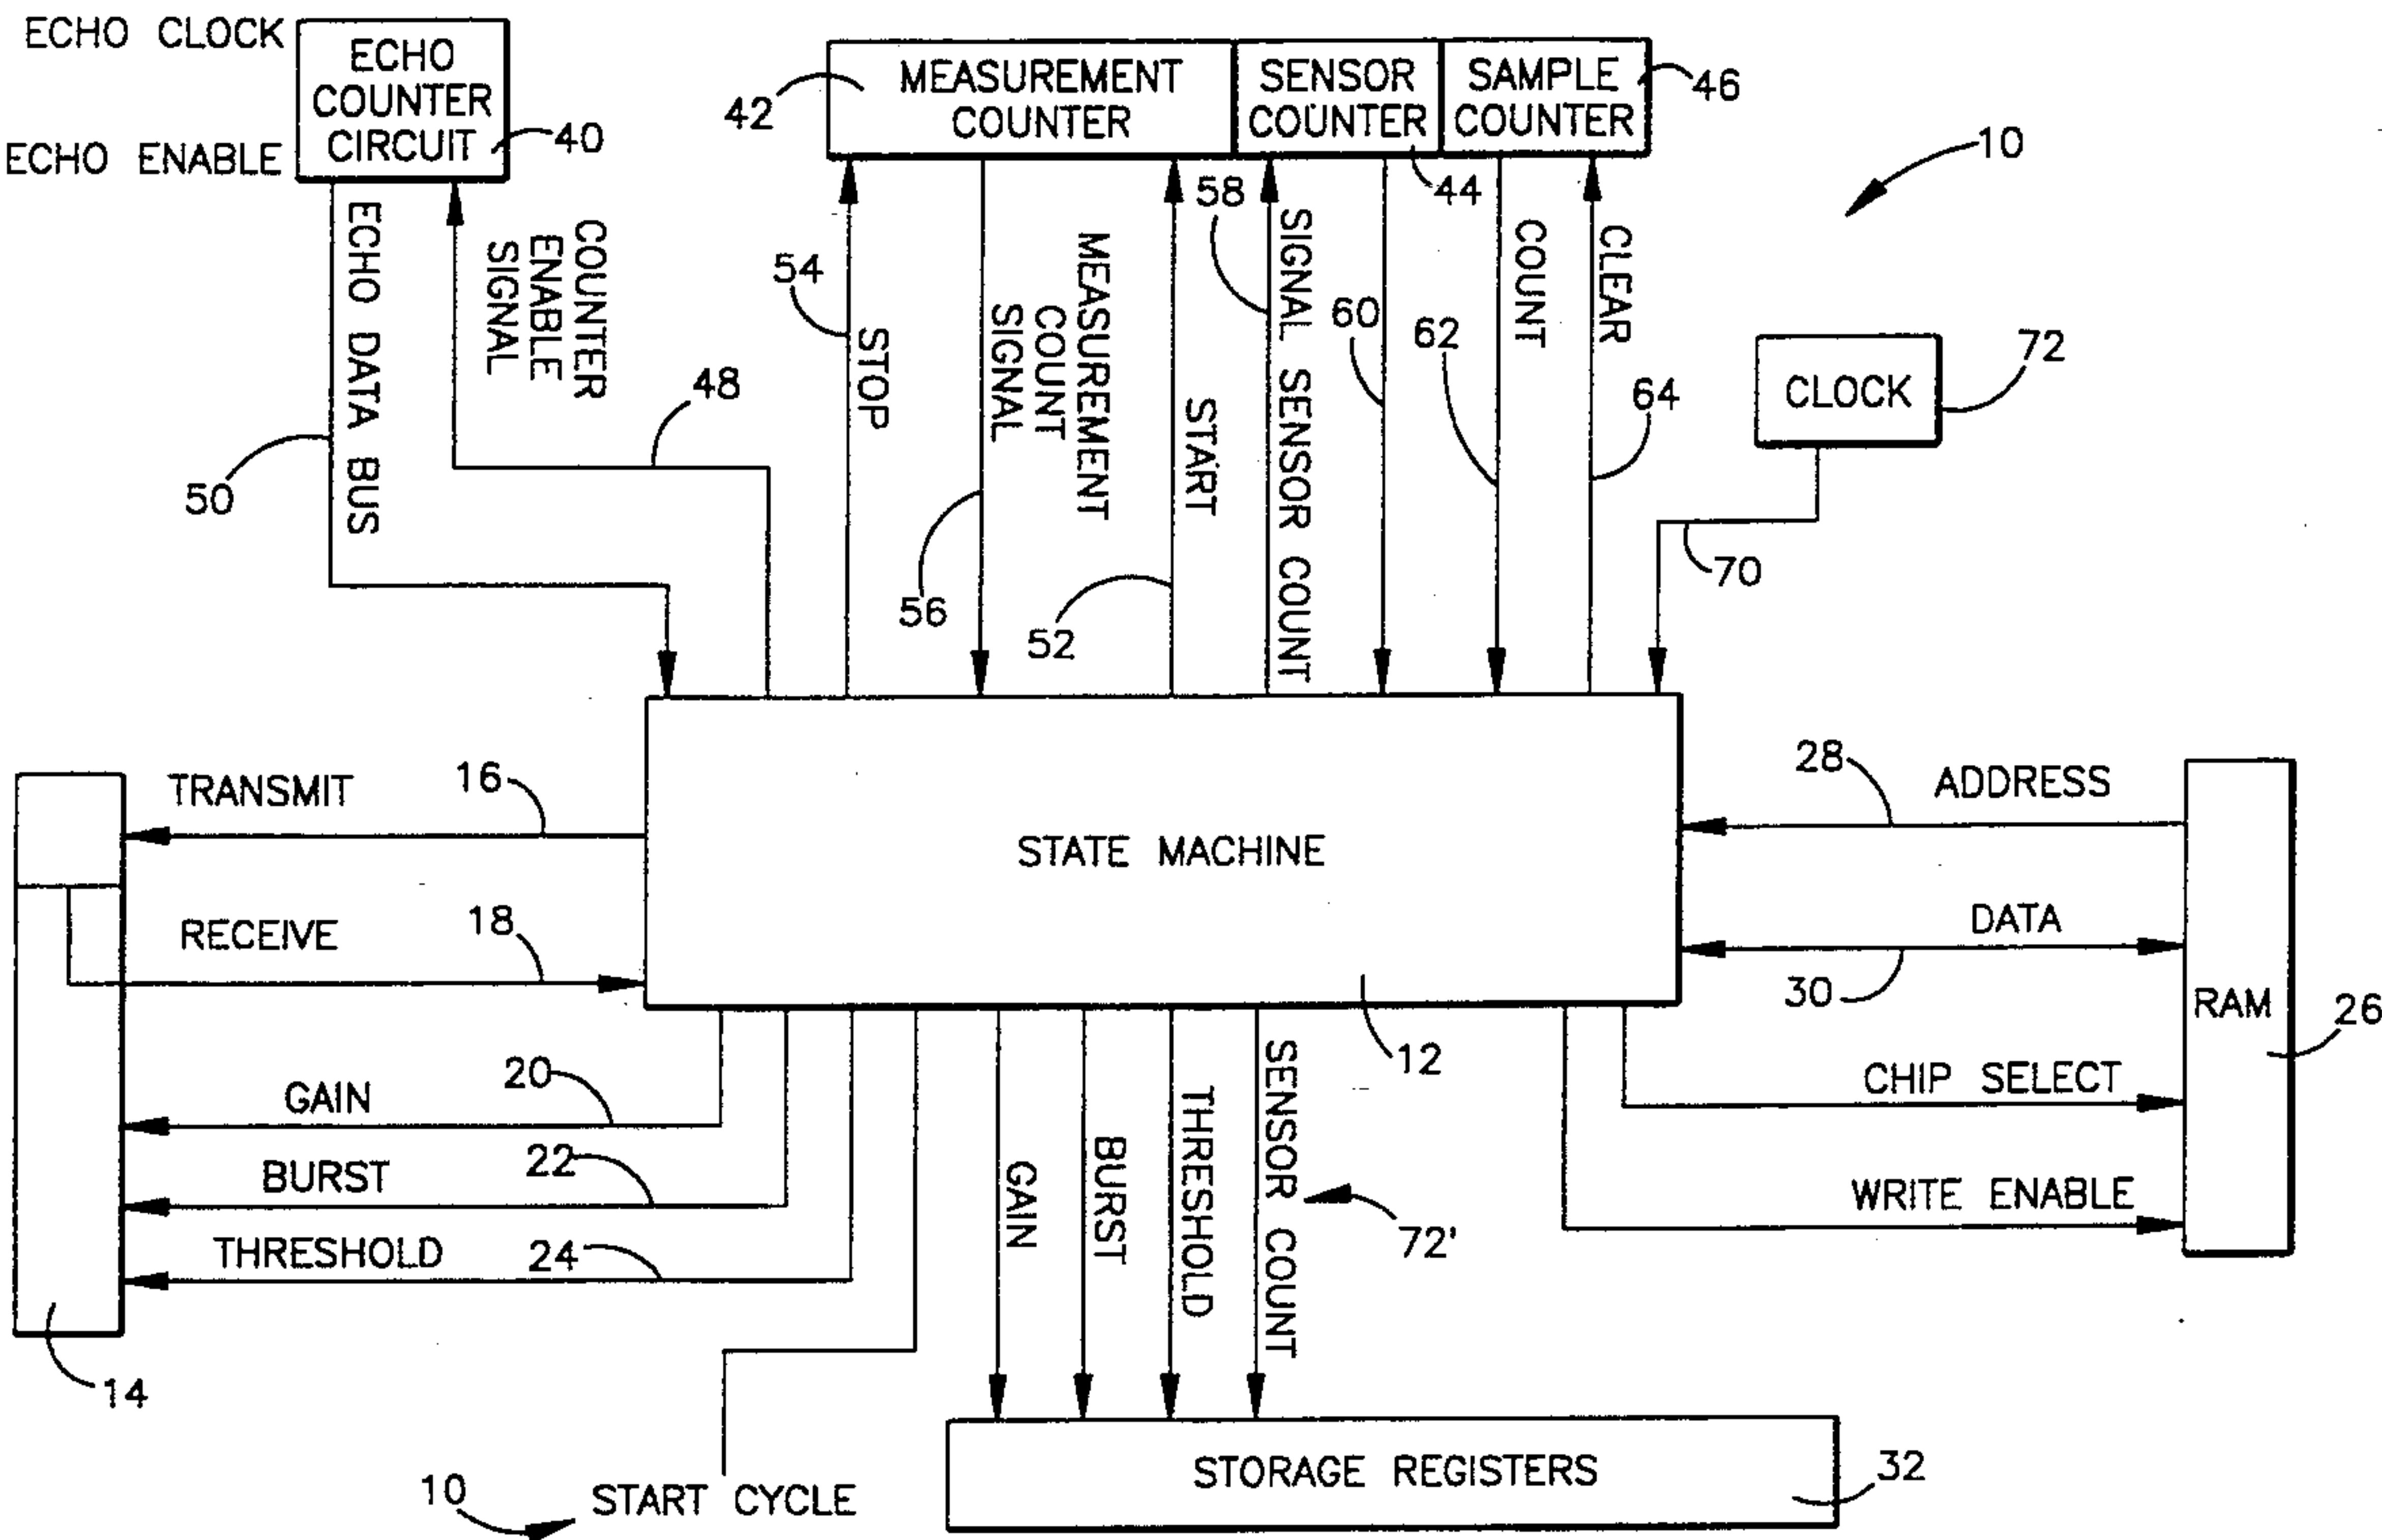 ECHO CLOCK
ECHO ENABLE
ECHO
COUNTER
CIRCUIT
40
42
MEASUREMENT
COUNTER
SENSOR
COUNTER
44
SAMPLE
COUNTER
46
10
ECHO DATA BUS
50
COUNTER
ENABLE
SIGNAL
48
54
STOP
MEASUREMENT
COUNT
SIGNAL
56
START
52
58
SIGNAL SENSOR COUNT
60
COUNT
62
CLEAR
64
CLOCK
72
70
STATE MACHINE
12
TRANSMIT
16
RECEIVE
18
GAIN
20
BURST
22
THRESHOLD
24
14
28
ADDRESS
DATA
30
RAM
26
CHIP SELECT
WRITE ENABLE
GAIN
BURST
THRESHOLD
SENSOR COUNT
72'
10
START CYCLE
STORAGE REGISTERS
32